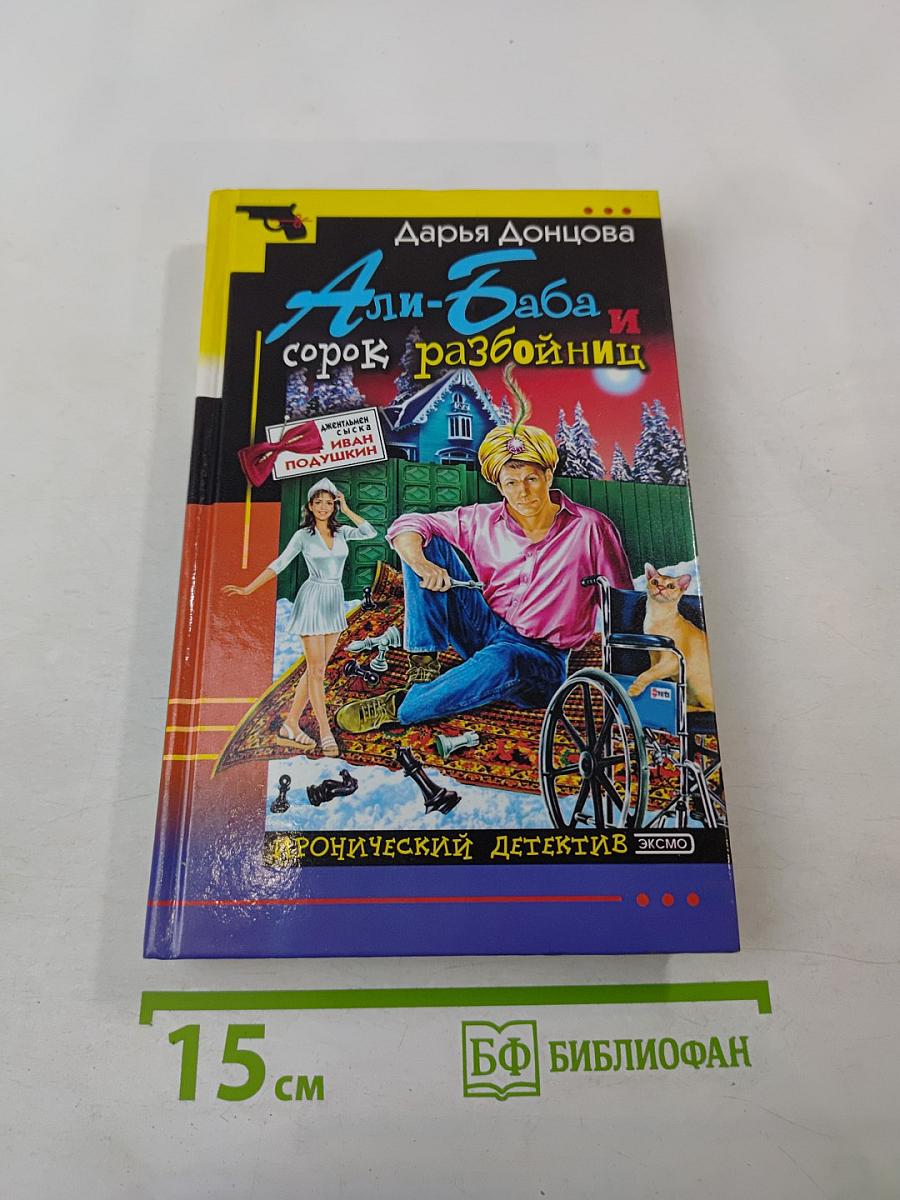 Дарья Донцова
Али-Баба и
сорок разбойниц
джентльмен
сыска
ИВАН
ПОДУШКИН
ИРОНИЧЕСКИЙ ДЕТЕКТИВ
ЭКСМО
15 см
БФ БИБЛИОФАН